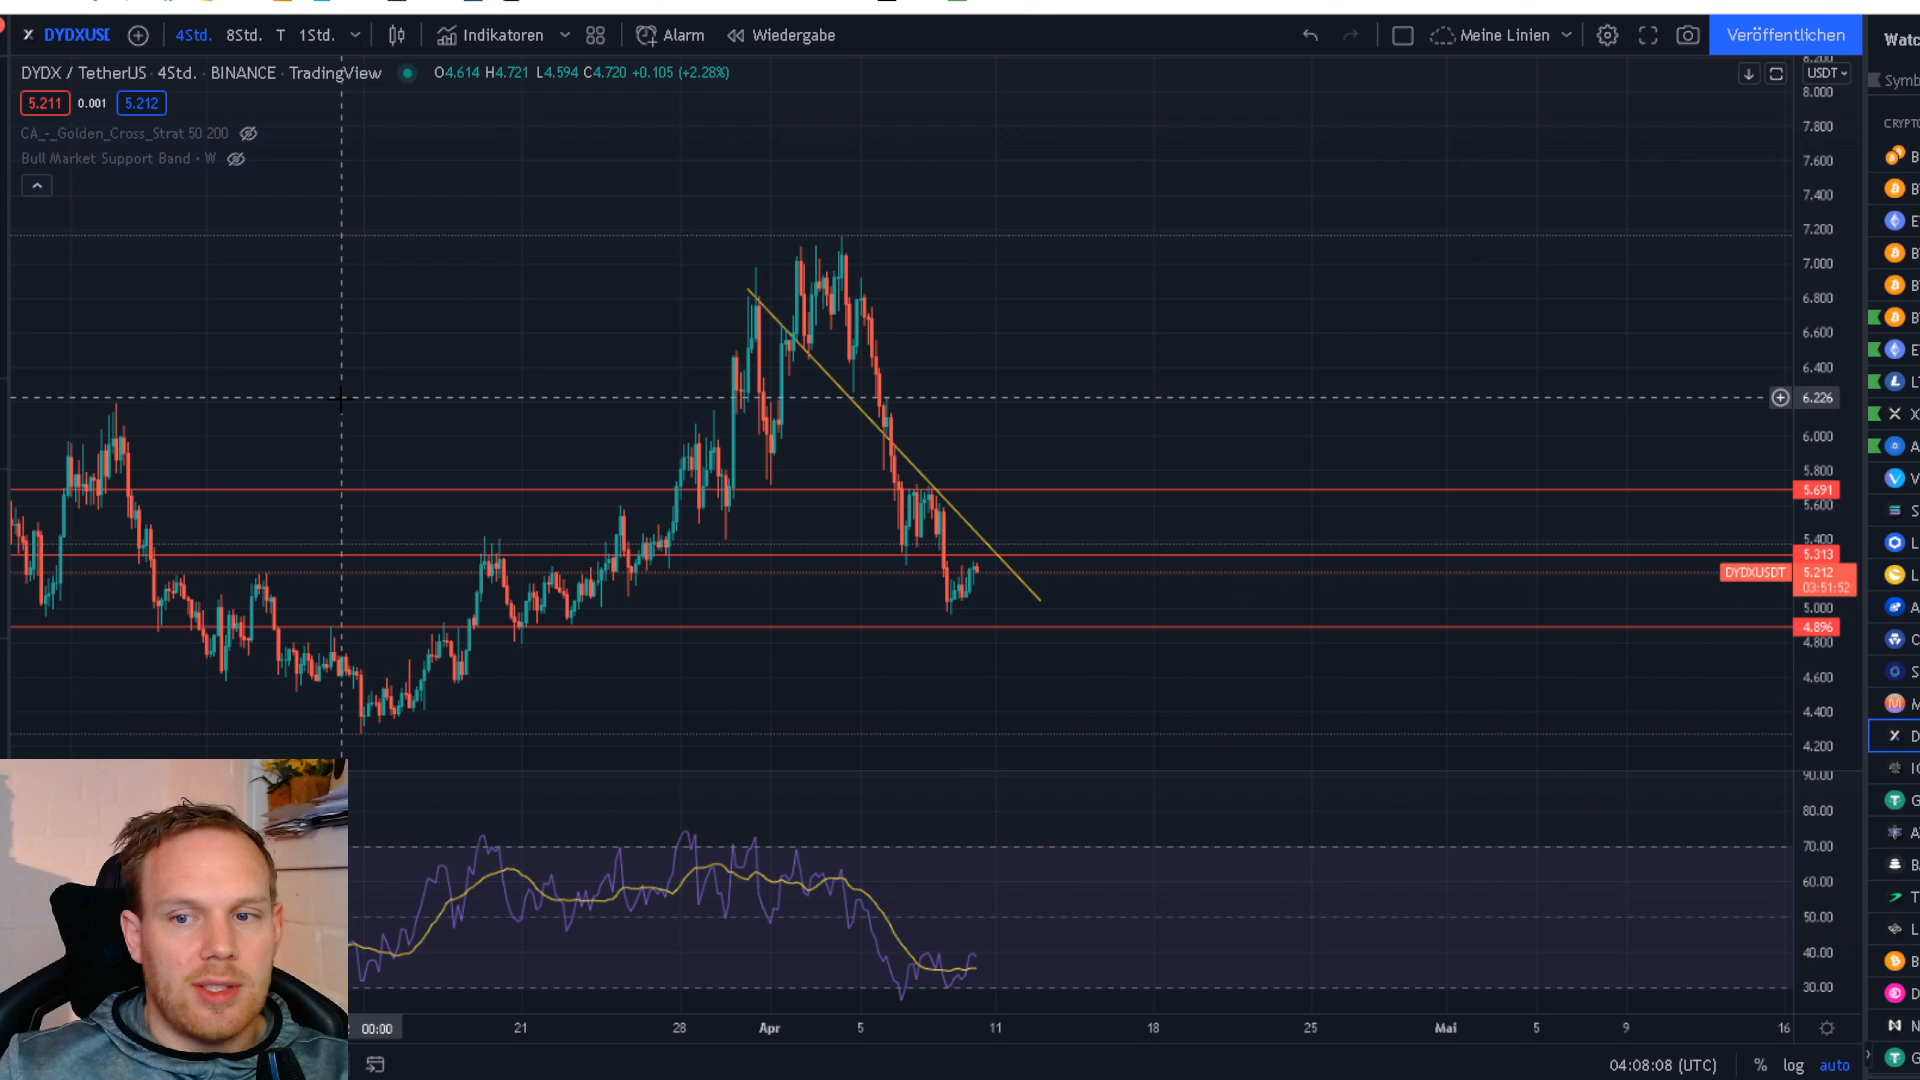 DYDXUSI 4Std. 8Std. T 1Std. Indikatoren Alarm Wiedergabe Meine Linien Veröffentlichen
Watc
DYDX / TetherUS · 4Std. · BINANCE · TradingView O4.614 H4.721 L4.594 C4.720 +0.105 (+2.28%)
USDT
Symb
5.211 0.001 5.212
CA_-_Golden_Cross_Strat 50 200
Bull Market Support Band · W
CRYPTO
8.200
8.000
7.800
7.600
7.400
7.200
7.000
6.800
6.600
6.400
6.226
6.000
5.800
5.691
5.600
5.400
5.313
DYDXUSDT 5.212
03:51:52
5.000
4.896
4.800
4.600
4.400
4.200
90.00
80.00
70.00
60.00
50.00
40.00
30.00
00:00 21 28 Apr 5 11 18 25 Mai 5 9 16
04:08:08 (UTC) % log auto